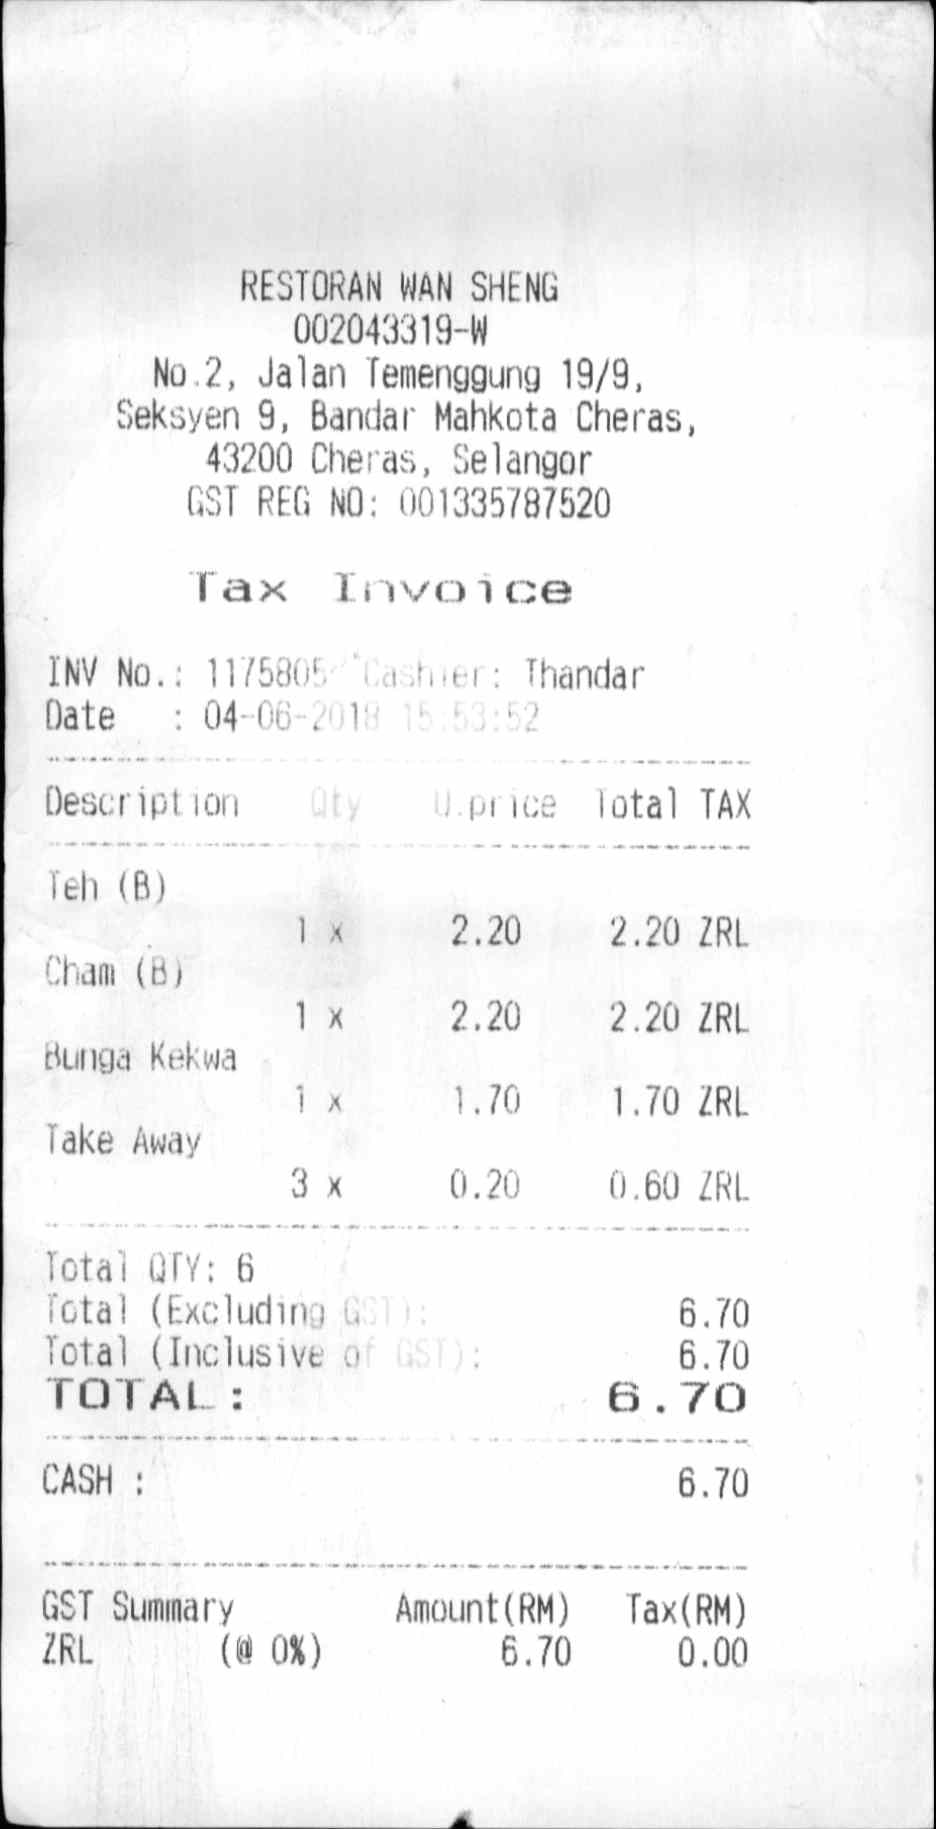 RESTORAN WAN SHENG
002043319-W
No.2, Jalan Temenggung 19/9,
Seksyen 9, Bandar Mahkota Cheras,
43200 Cheras, Selangor
GST REG NO: 001335787520
Tax Invoice
INV No.: 1175805 Cashier: Thandar
Date : 04-06-2018 15:53:52
Description Qty U.price Total TAX
Teh (B)
1 x 2.20 2.20 ZRL
Cham (B)
1 x 2.20 2.20 ZRL
Bunga Kekwa
1 x 1.70 1.70 ZRL
Take Away
3 x 0.20 0.60 ZRL
Total QTY: 6
Total (Excluding GST): 6.70
Total (Inclusive of GST): 6.70
TOTAL: 6.70
CASH : 6.70
GST Summary Amount(RM) Tax(RM)
ZRL (@ 0%) 6.70 0.00